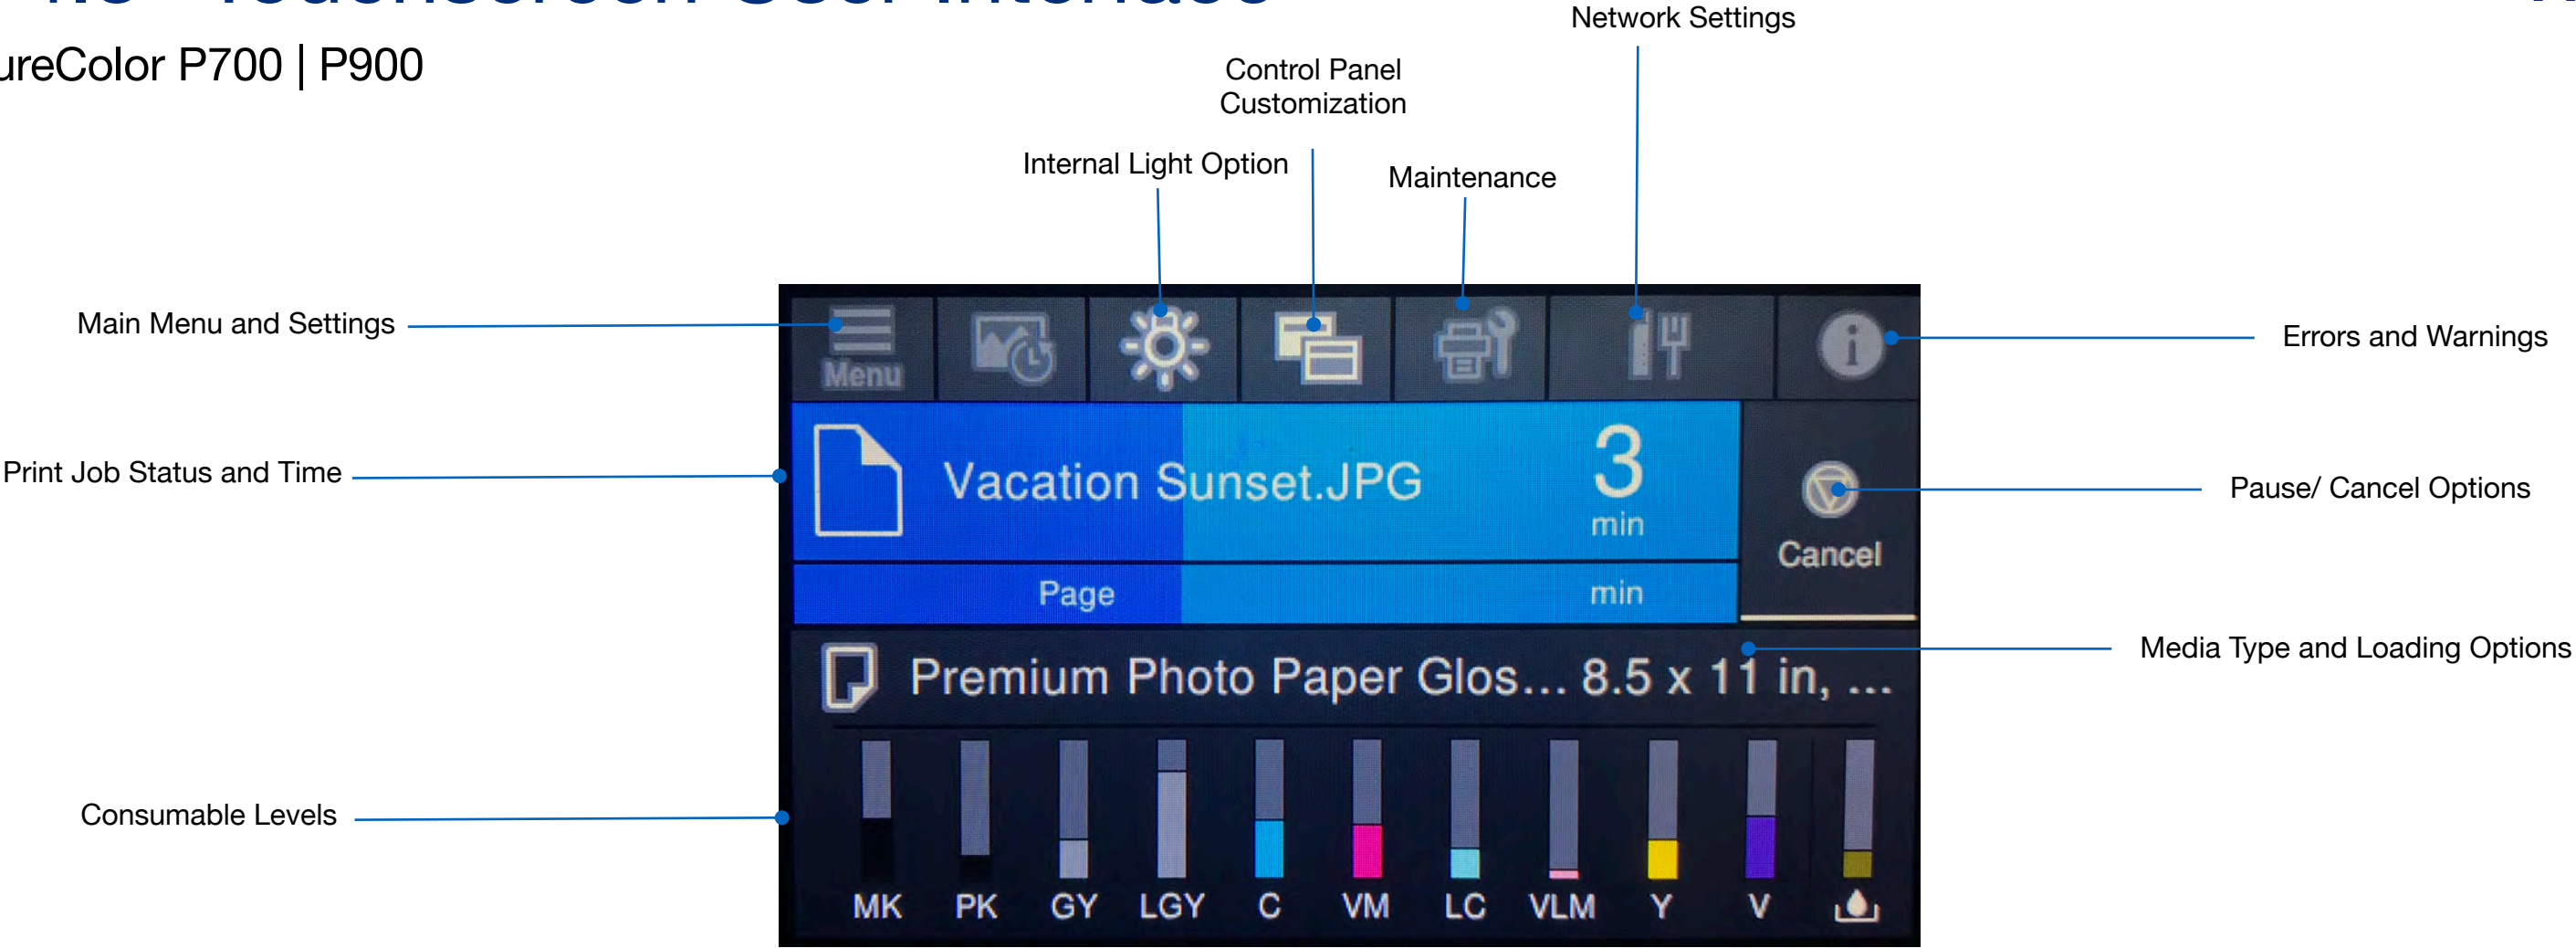 Touchscreen User Interface
P700 | P900
Network Settings
Control Panel
Customization
Internal Light Option
Maintenance
Main Menu and Settings
Errors and Warnings
Menu
Print Job Status and Time
Vacation Sunset.JPG
3
min
Pause/ Cancel Options
Cancel
Page
min
Media Type and Loading Options
Premium Photo Paper Glos... 8.5 x 11 in, ...
Consumable Levels
MK PK GY LGY C VM LC VLM Y V